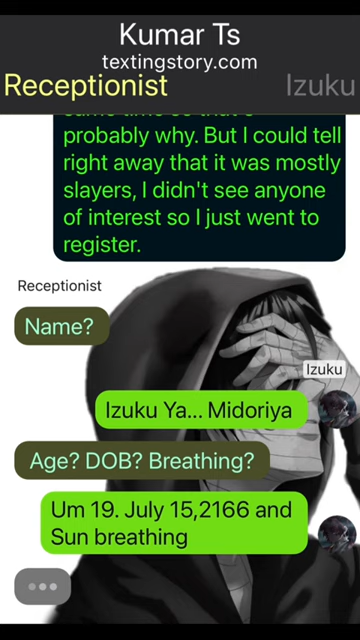 Kumar Ts
textingstory.com
Receptionist
Izuku
probably why. But I could tell
right away that it was mostly
slayers, I didn't see anyone
of interest so I just went to
register.
Receptionist
Name?
Izuku
Izuku Ya... Midoriya
Age? DOB? Breathing?
Um 19. July 15,2166 and
Sun breathing